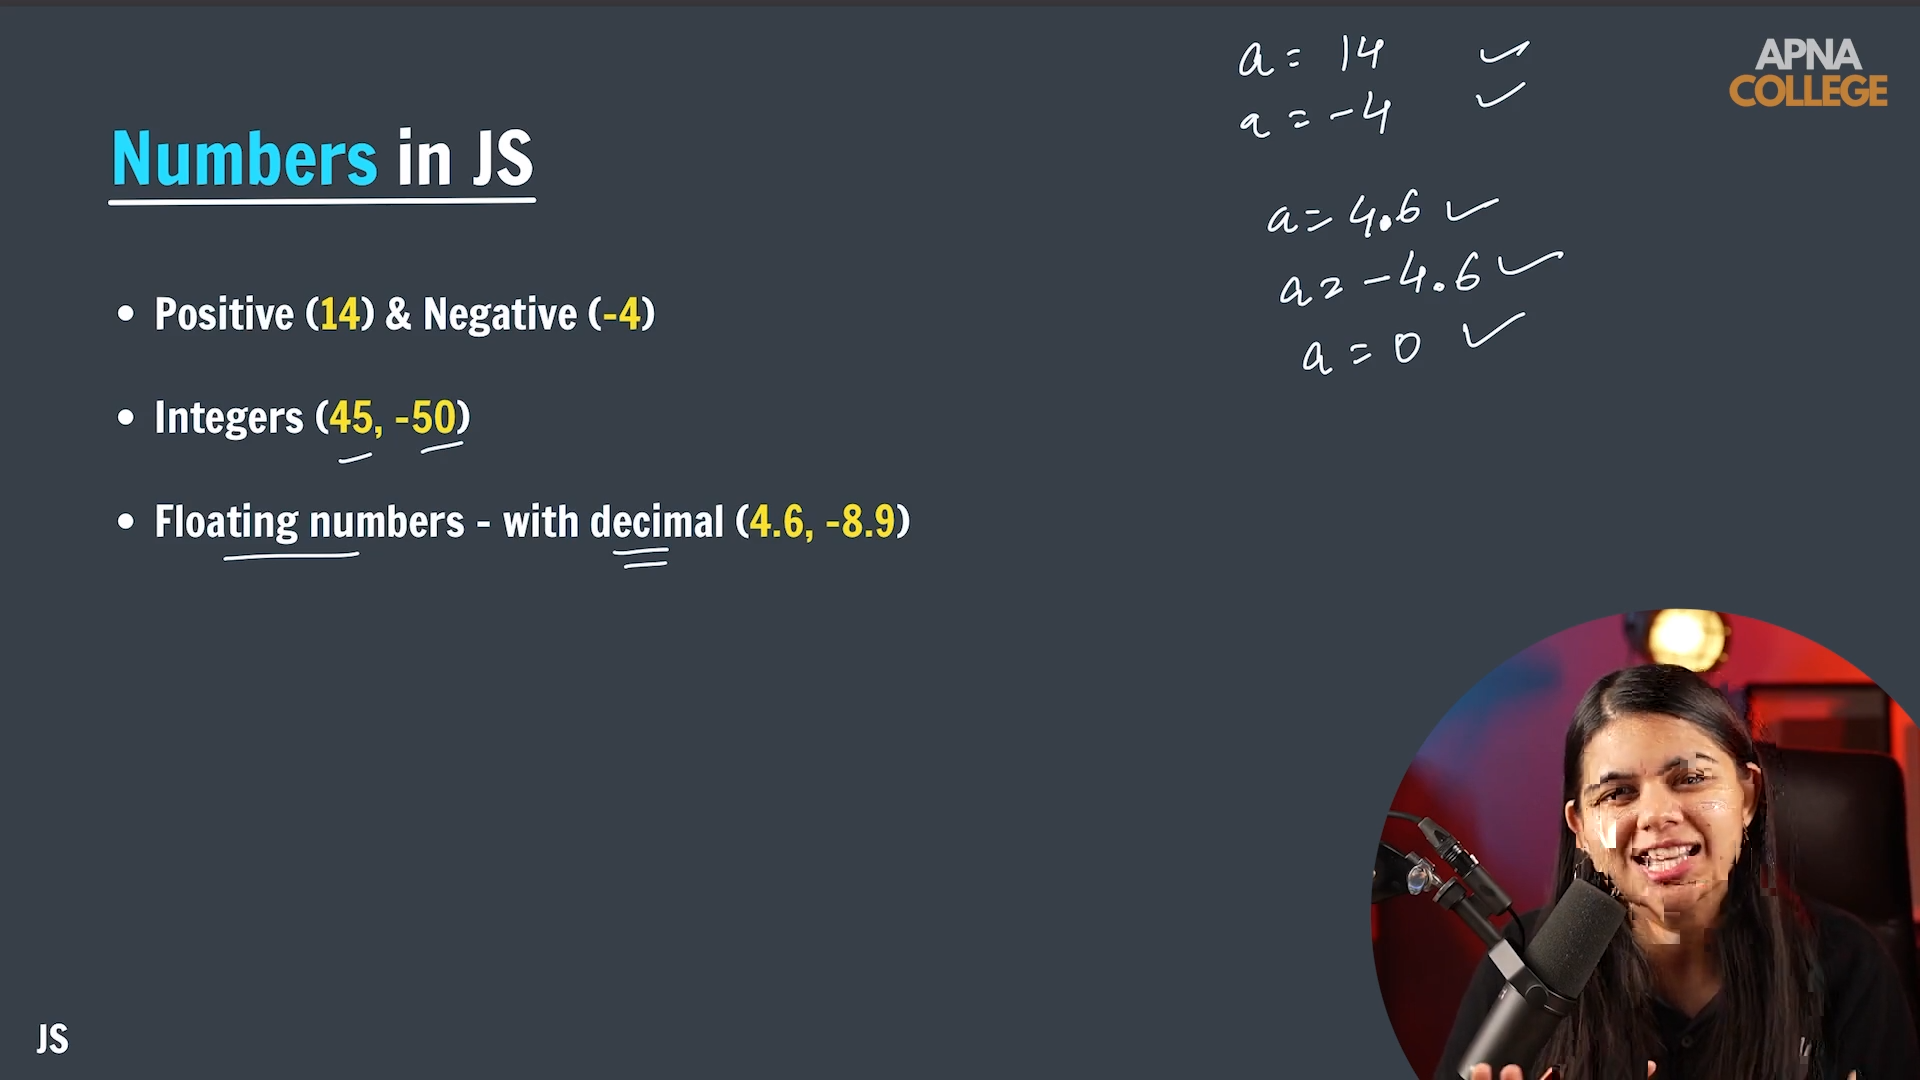 a = 14
a = -4
APNA
COLLEGE
Numbers in JS
a = 4.6
a = -4.6
a = 0
• Positive (14) & Negative (-4)
• Integers (45, -50)
• Floating numbers - with decimal (4.6, -8.9)
JS